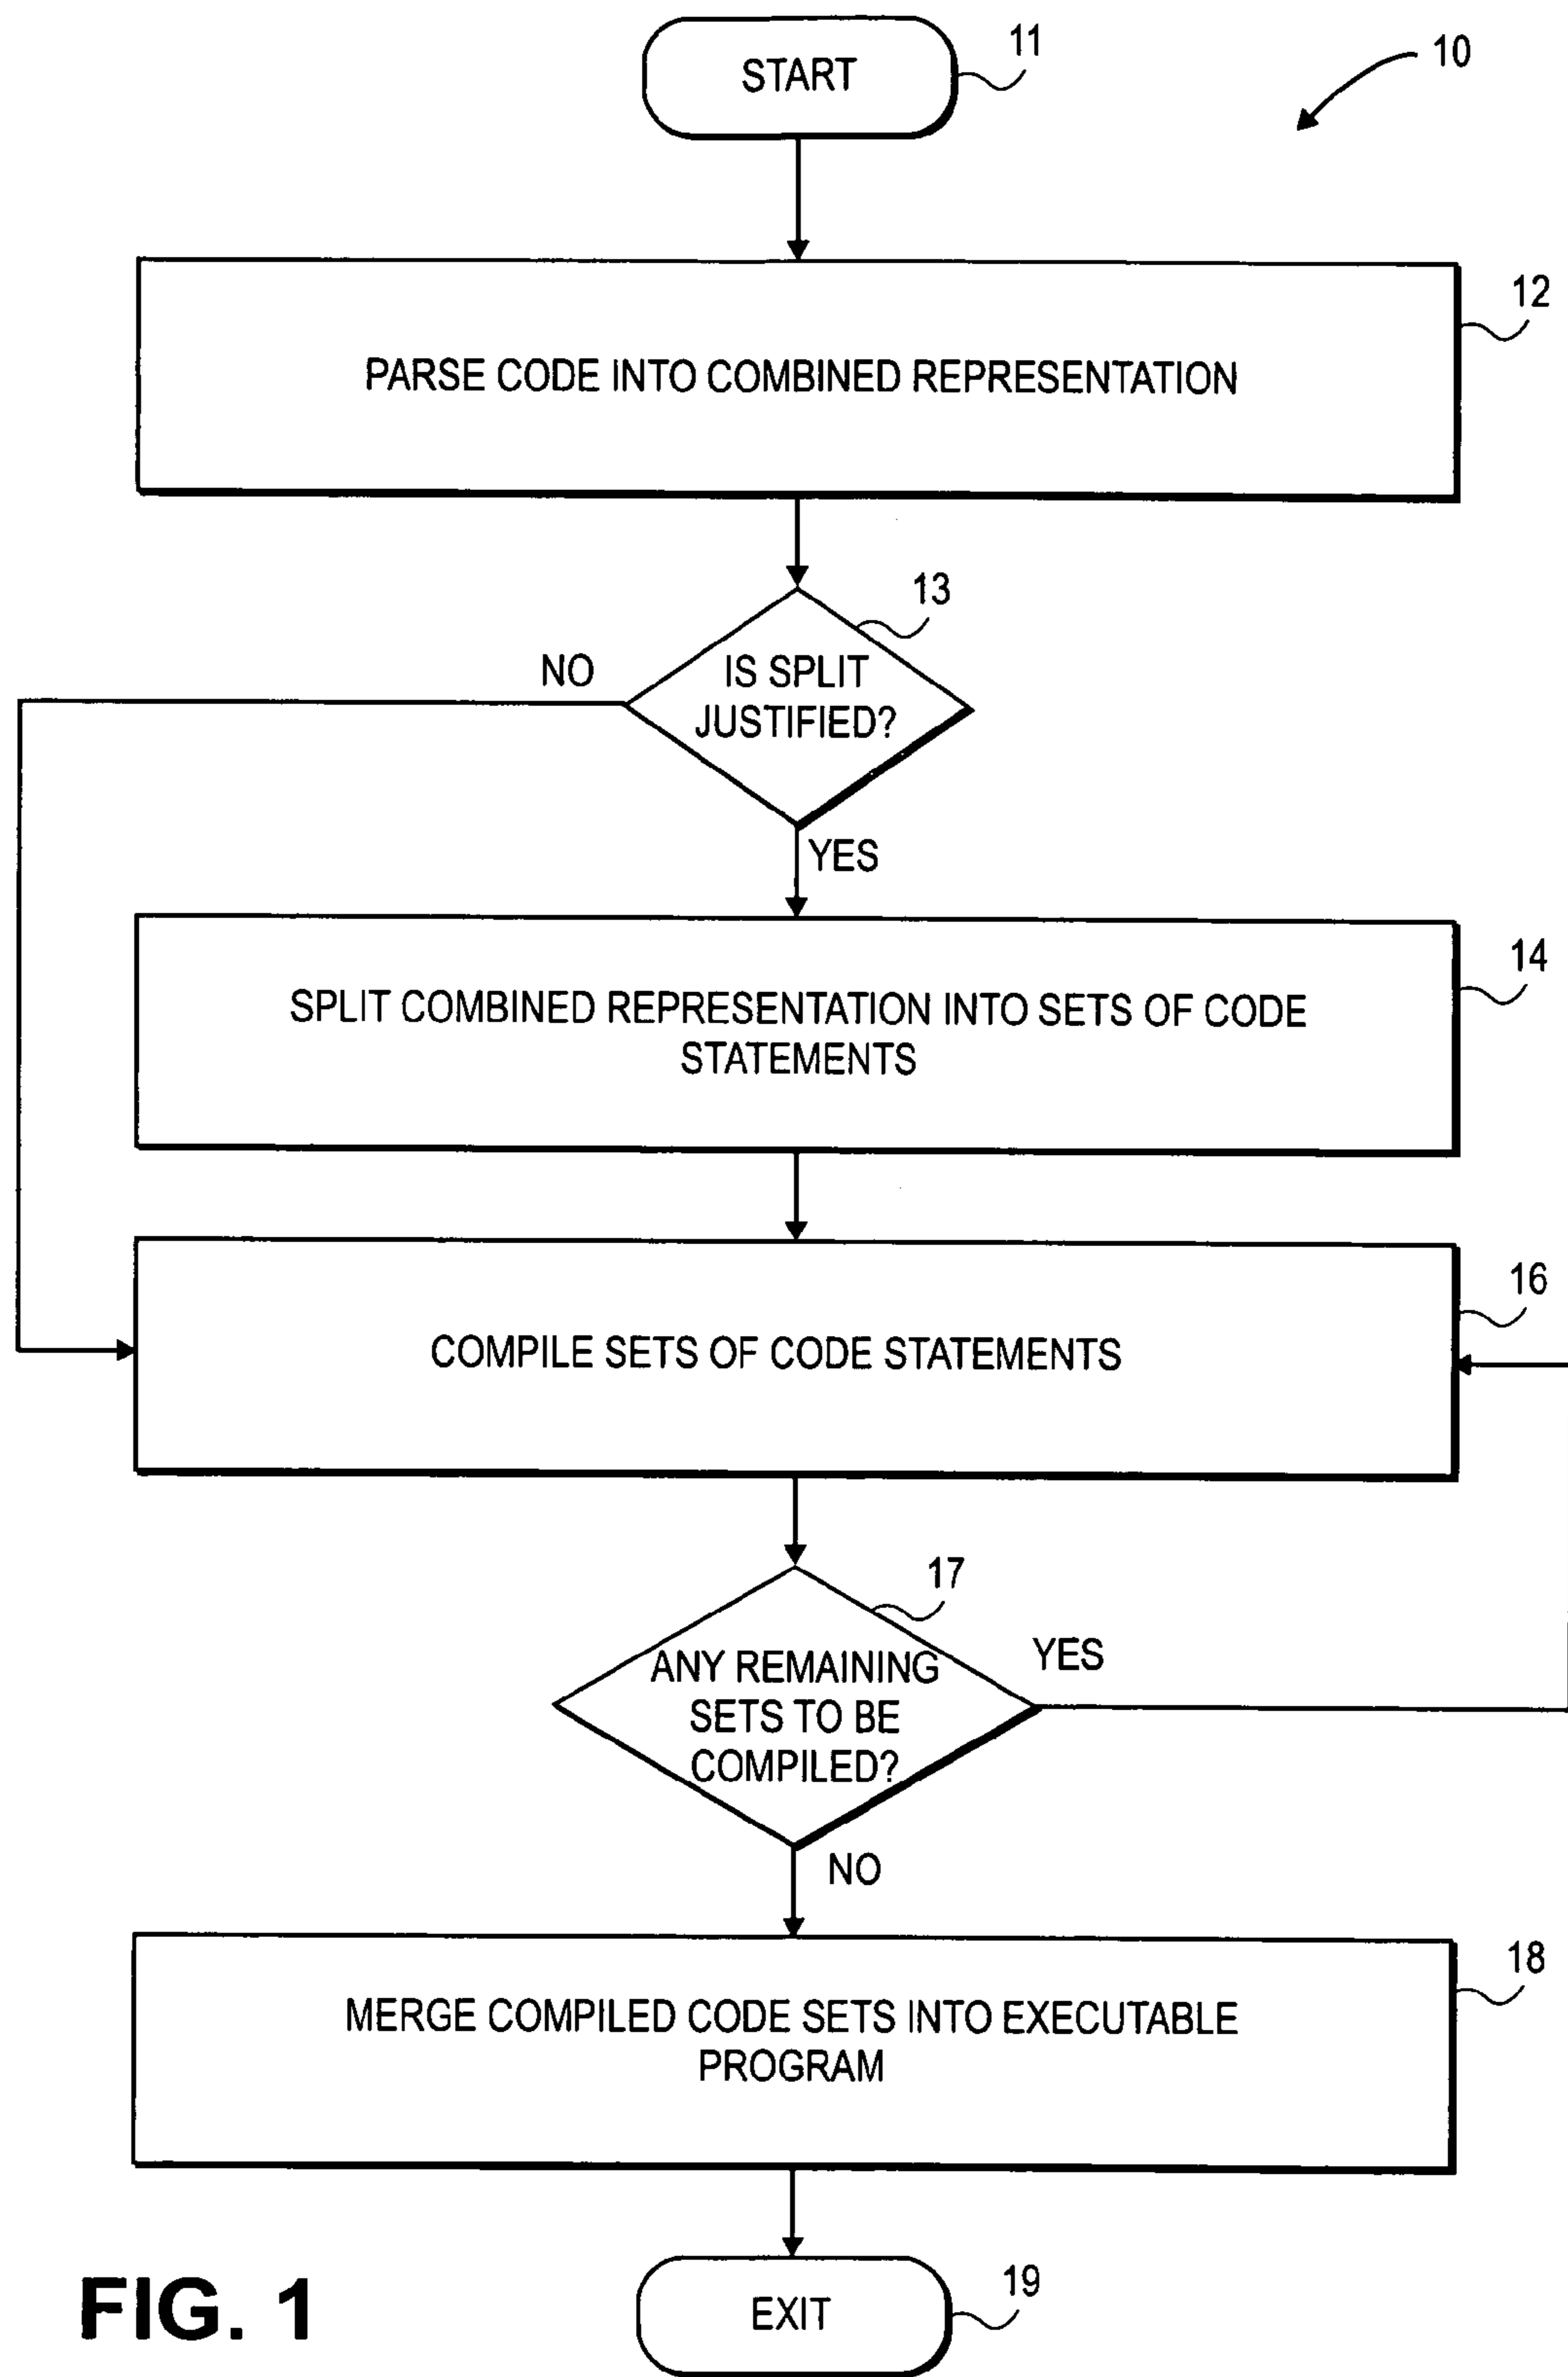 START
11
10
PARSE CODE INTO COMBINED REPRESENTATION
12
13
NO
IS SPLIT
JUSTIFIED?
YES
14
SPLIT COMBINED REPRESENTATION INTO SETS OF CODE
STATEMENTS
16
COMPILE SETS OF CODE STATEMENTS
17
YES
ANY REMAINING
SETS TO BE
COMPILED?
NO
18
MERGE COMPILED CODE SETS INTO EXECUTABLE
PROGRAM
19
EXIT
FIG. 1